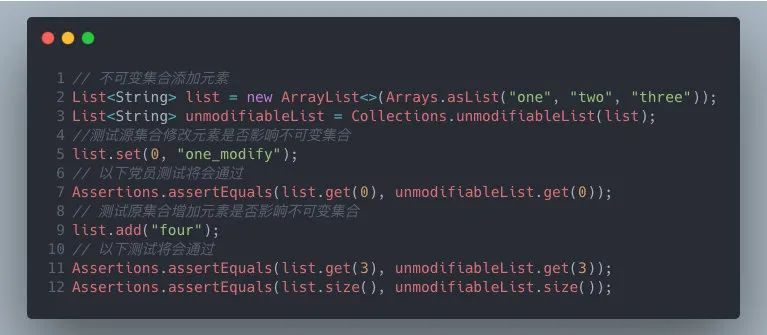 1 // 不可变集合添加元素
2 List<String> list = new ArrayList<>(Arrays.asList("one", "two", "three"));
3 List<String> unmodifiableList = Collections.unmodifiableList(list);
4 //测试源集合修改元素是否影响不可变集合
5 list.set(0, "one_modify");
6 // 以下党员测试将会通过
7 Assertions.assertEquals(list.get(0), unmodifiableList.get(0));
8 // 测试原集合增加元素是否影响不可变集合
9 list.add("four");
10 // 以下测试将会通过
11 Assertions.assertEquals(list.get(3), unmodifiableList.get(3));
12 Assertions.assertEquals(list.size(), unmodifiableList.size());